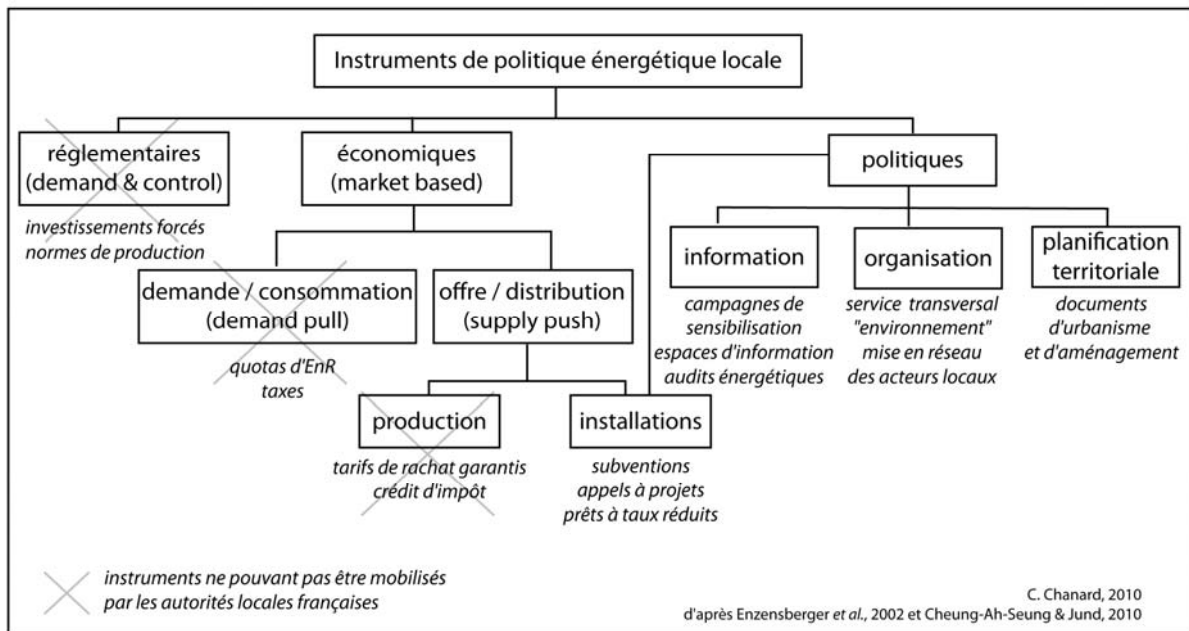 Instruments de politique énergétique locale
réglementaires
(demand & control)
investissements forcés
normes de production
économiques
(market based)
politiques
demande / consommation
(demand pull)
quotas d'EnR
taxes
offre / distribution
(supply push)
information
campagnes de
sensibilisation
espaces d'information
audits énergétiques
organisation
service transversal
"environnement"
mise en réseau
des acteurs locaux
planification
territoriale
documents
d'urbanisme
et d'aménagement
production
tarifs de rachat garantis
crédit d'impôt
installations
subventions
appels à projets
prêts à taux réduits
instruments ne pouvant pas être mobilisés
par les autorités locales françaises
C. Chanard, 2010
d'après Enzensberger et al., 2002 et Cheung-Ah-Seung & Jund, 2010